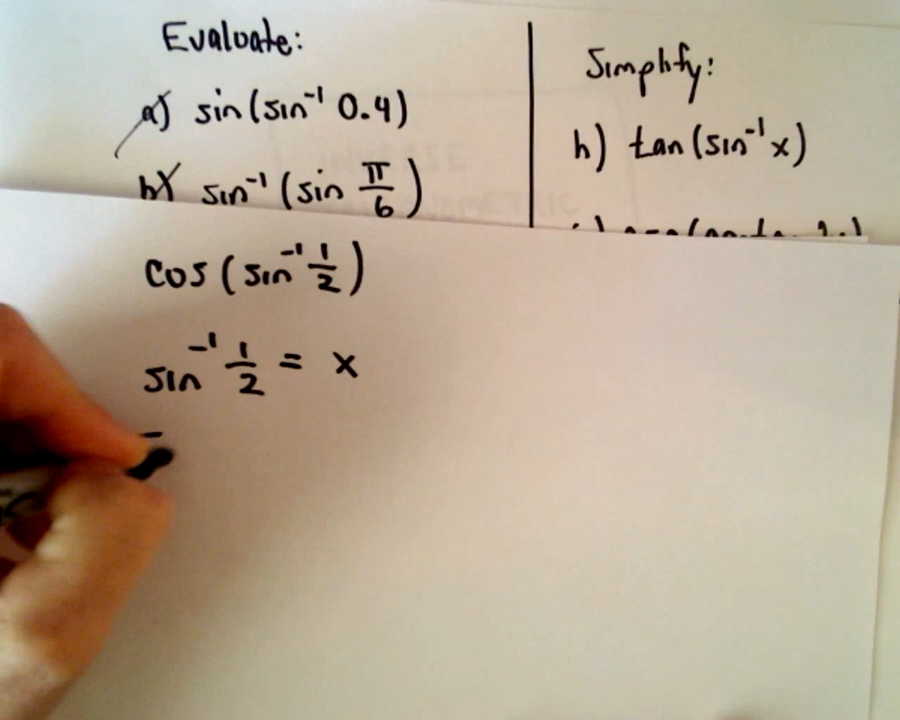 Evaluate:
a) sin(sin⁻¹ 0.4)
b) sin⁻¹(sin π/6)
Simplify:
h) tan(sin⁻¹x)
cos(sin⁻¹ 1/2)
sin⁻¹ 1/2 = x